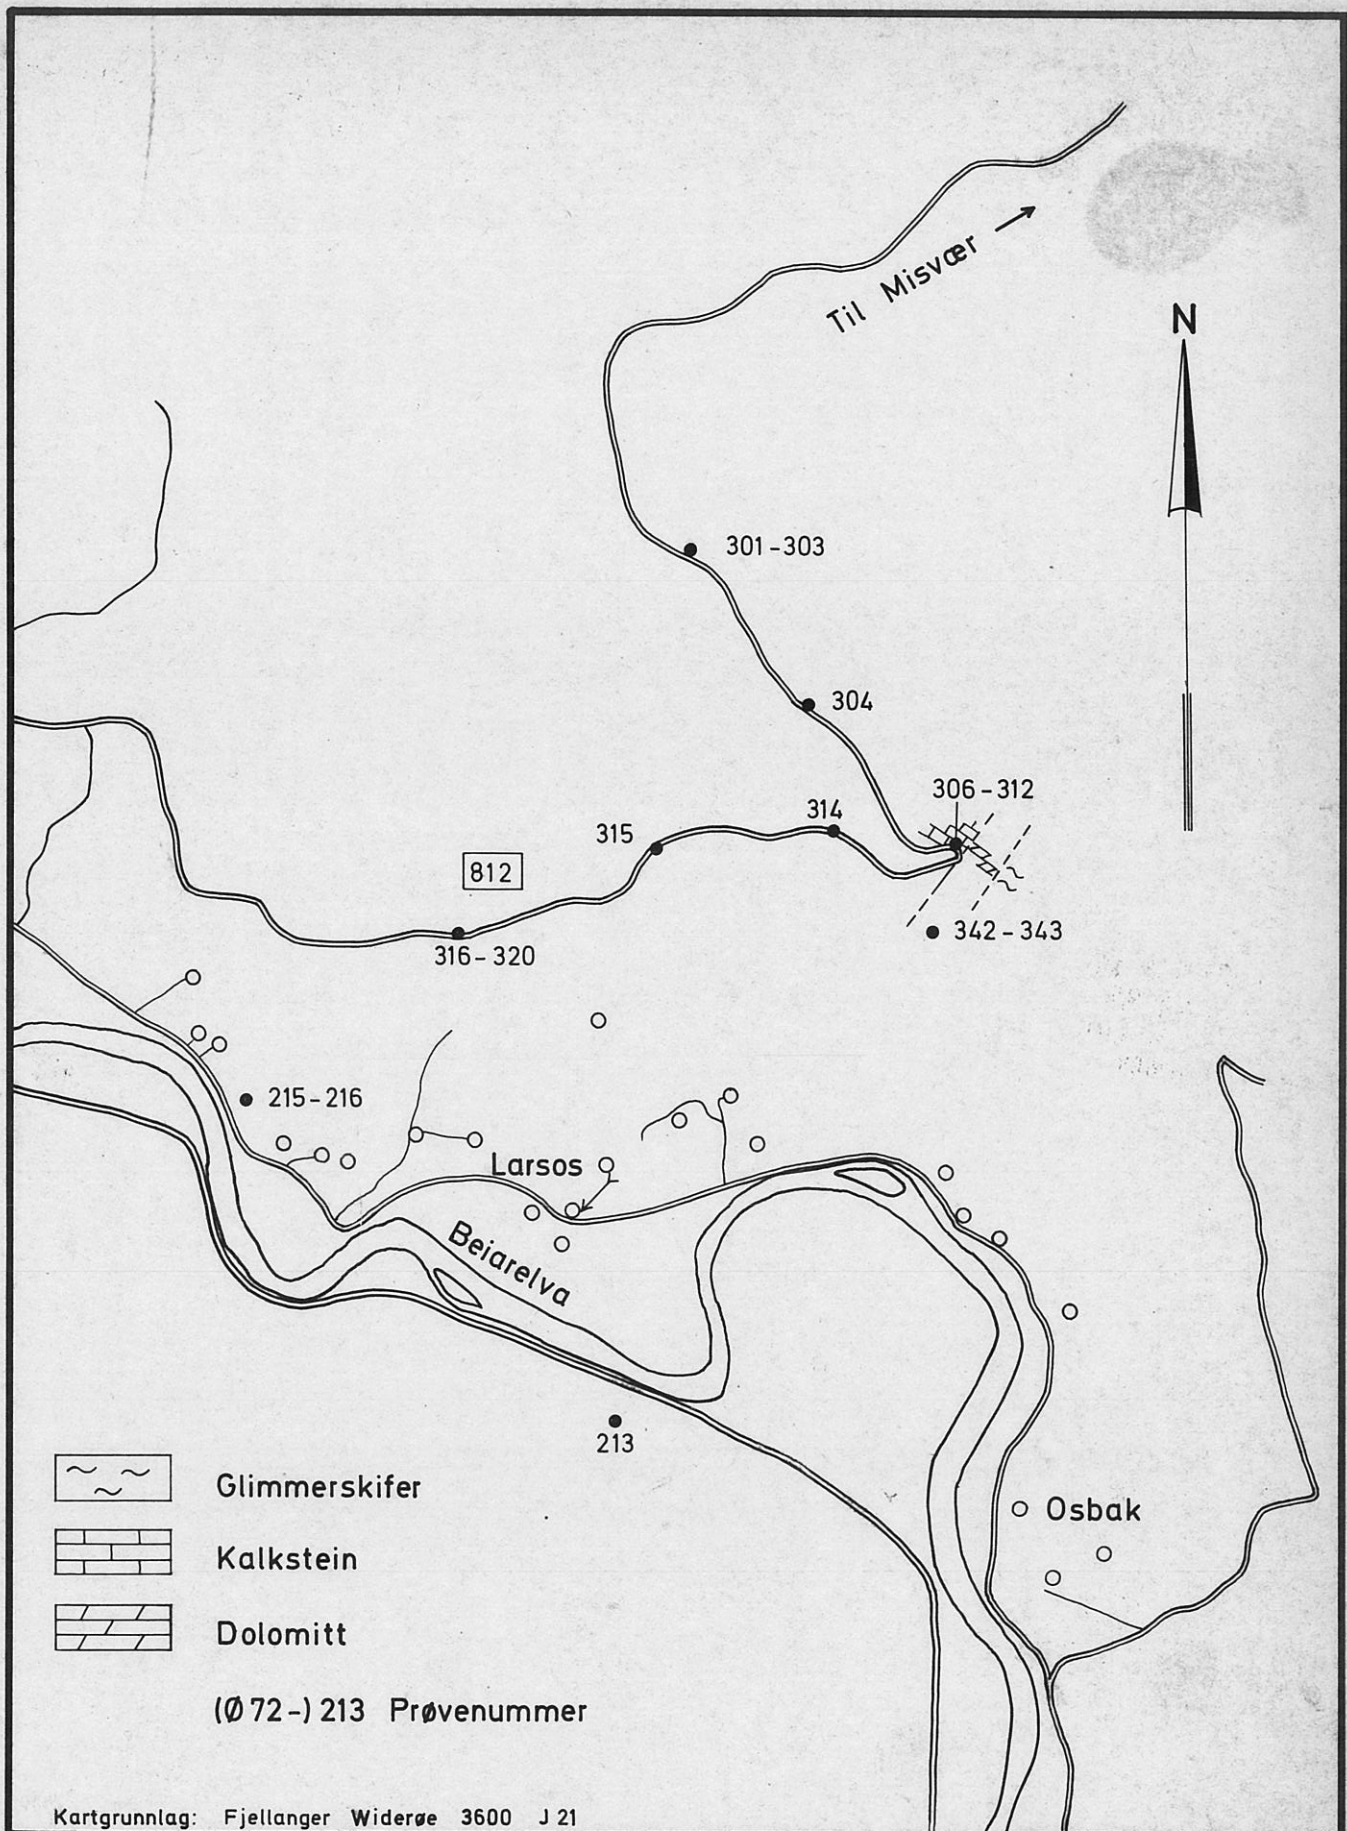 Til Misvær
N
301-303
304
306-312
314
315
812
342-343
316-320
215-216
Larsos
Beiarelva
213
Glimmerskifer
Osbak
Kalkstein
Dolomitt
(Ø72-) 213 Prøvenummer
Kartgrunnlag: Fjellanger Widerøe 3600 J 21